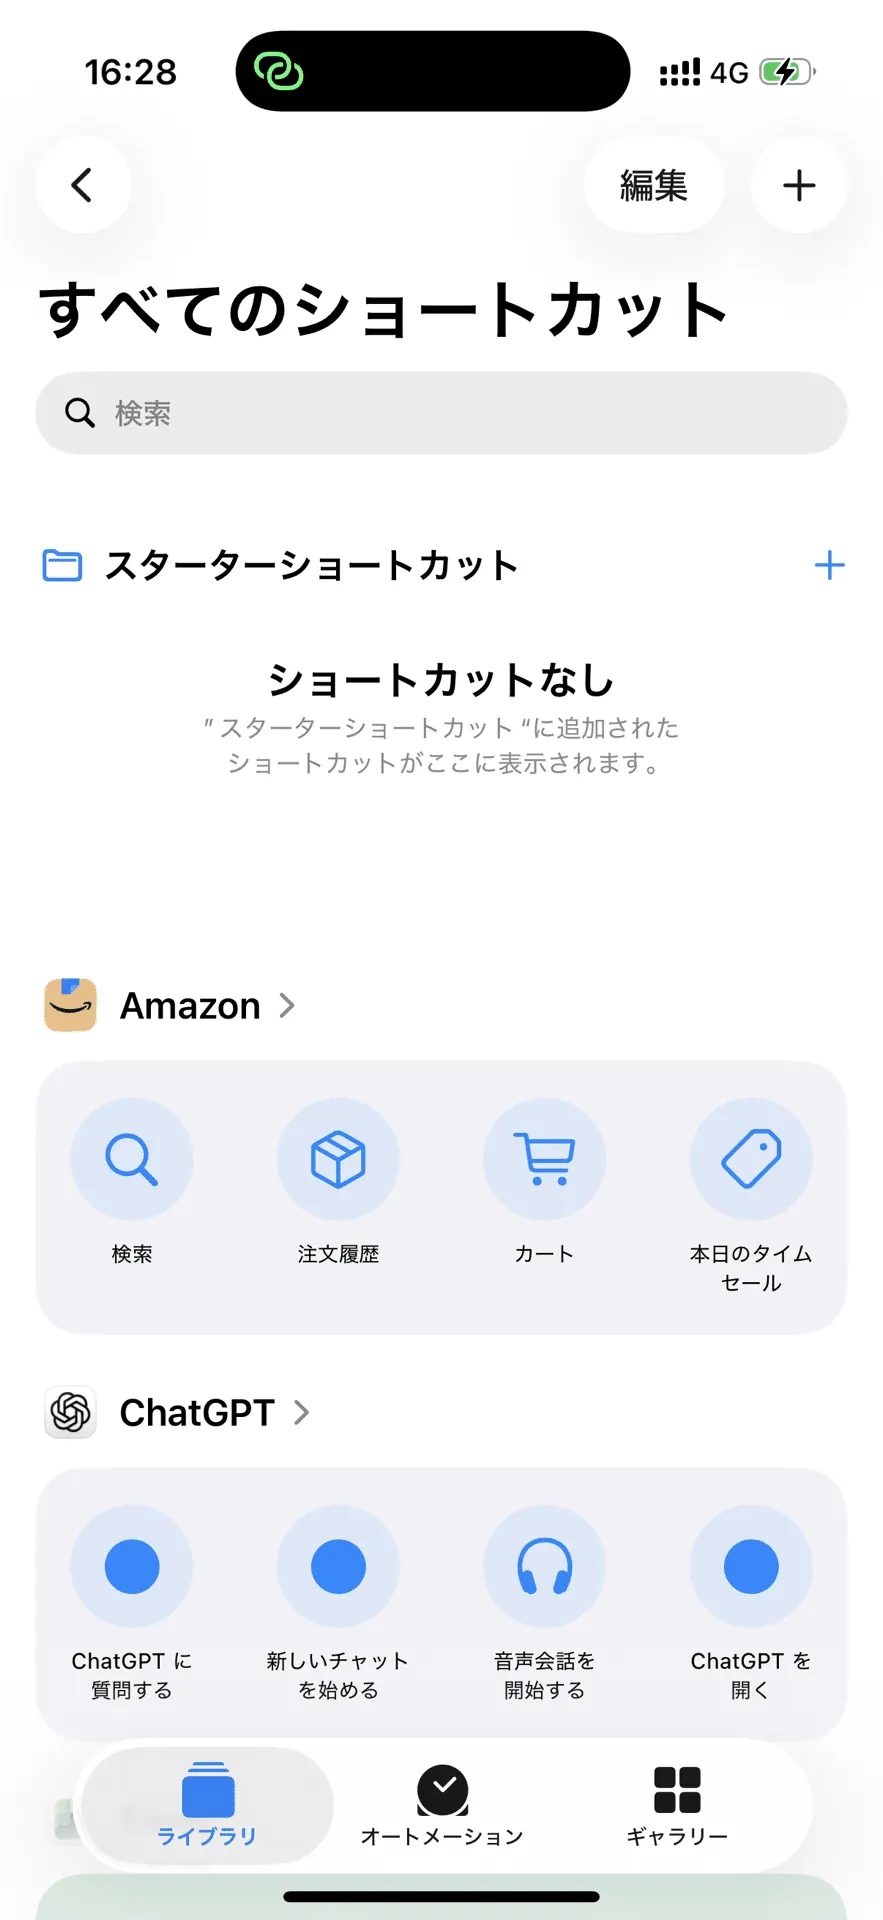 16:28
4G
編集
すべてのショートカット
検索
スターターショートカット
ショートカットなし
” スターターショートカット “に追加された
ショートカットがここに表示されます。
Amazon
検索
注文履歴
カート
本日のタイム
セール
ChatGPT
ChatGPT に
質問する
新しいチャット
を始める
音声会話を
開始する
ChatGPT を
開く
ライブラリ
オートメーション
ギャラリー